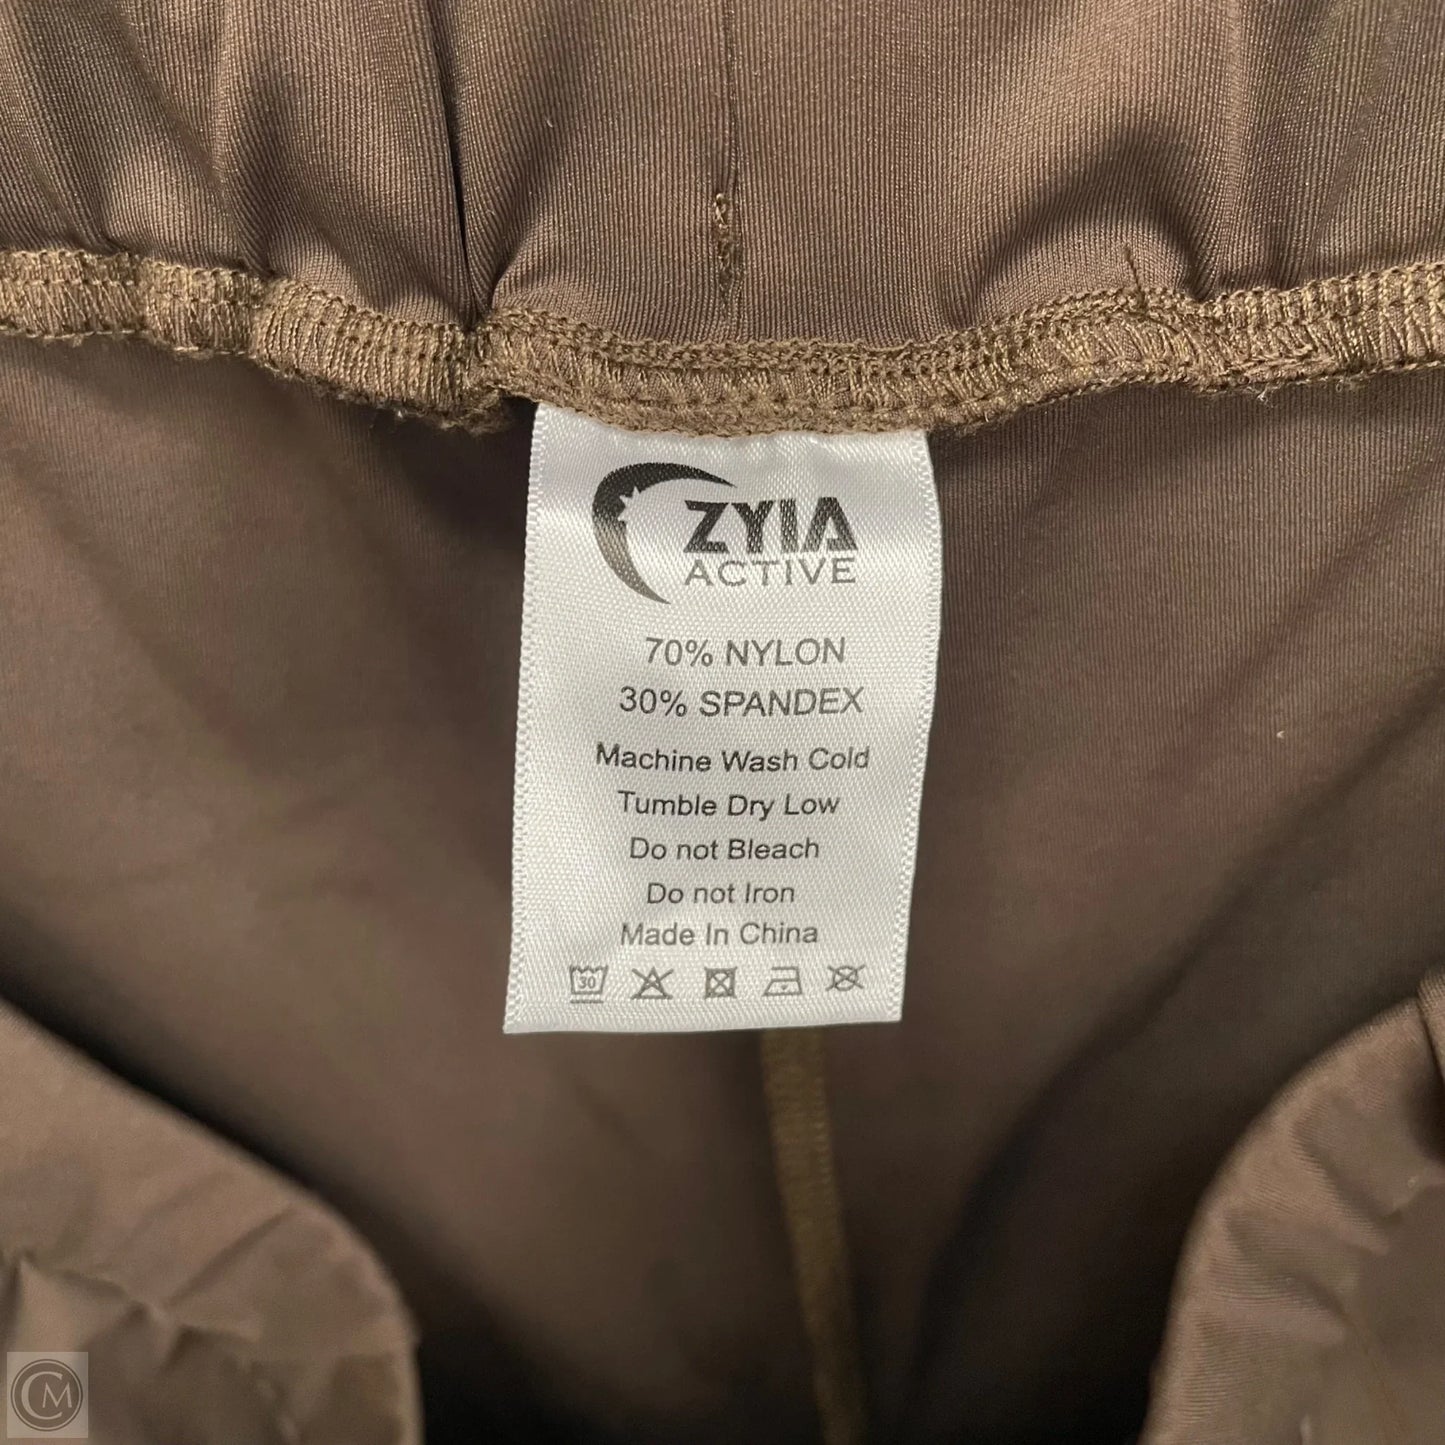 ZYIA
ACTIVE
70% NYLON
30% SPANDEX
Machine Wash Cold
Tumble Dry Low
Do not Bleach
Do not Iron
Made In China
30
CM